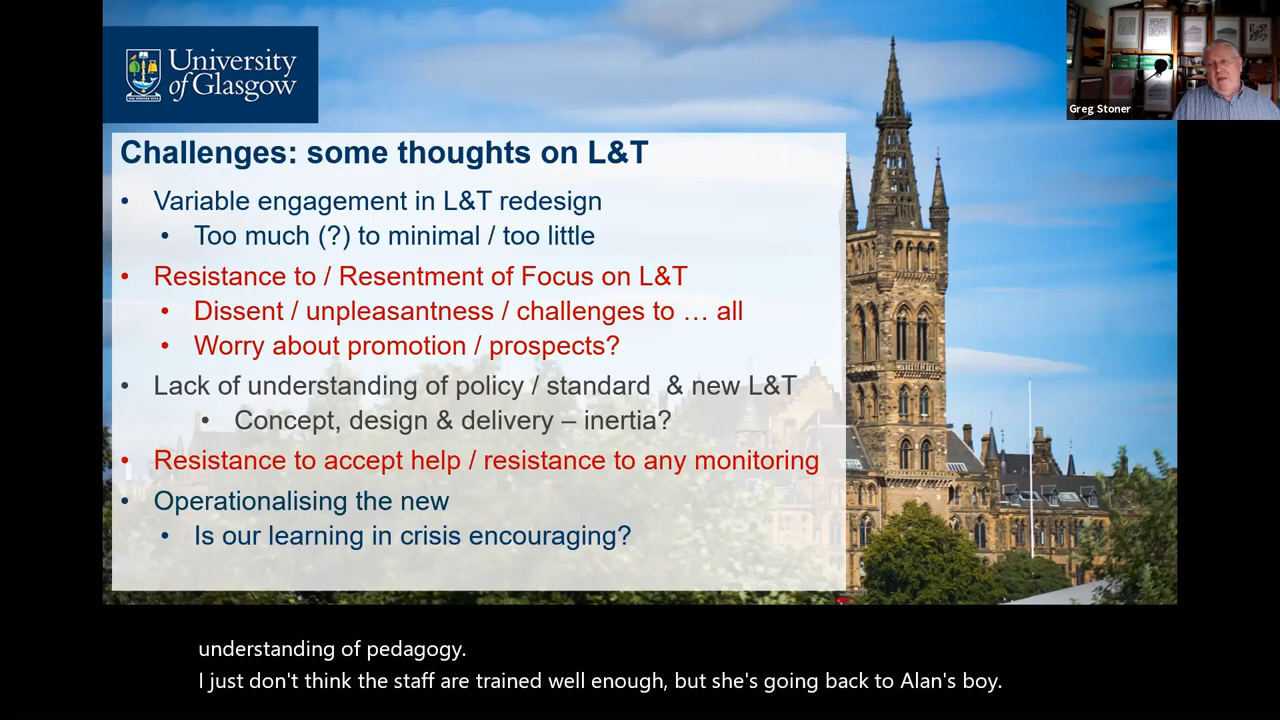 University
of Glasgow
Greg Stoner
Challenges: some thoughts on L&T
• Variable engagement in L&T redesign
• Too much (?) to minimal / too little
• Resistance to / Resentment of Focus on L&T
• Dissent / unpleasantness / challenges to … all
• Worry about promotion / prospects?
• Lack of understanding of policy / standard & new L&T
• Concept, design & delivery – inertia?
• Resistance to accept help / resistance to any monitoring
• Operationalising the new
• Is our learning in crisis encouraging?
understanding of pedagogy.
I just don't think the staff are trained well enough, but she's going back to Alan's boy.